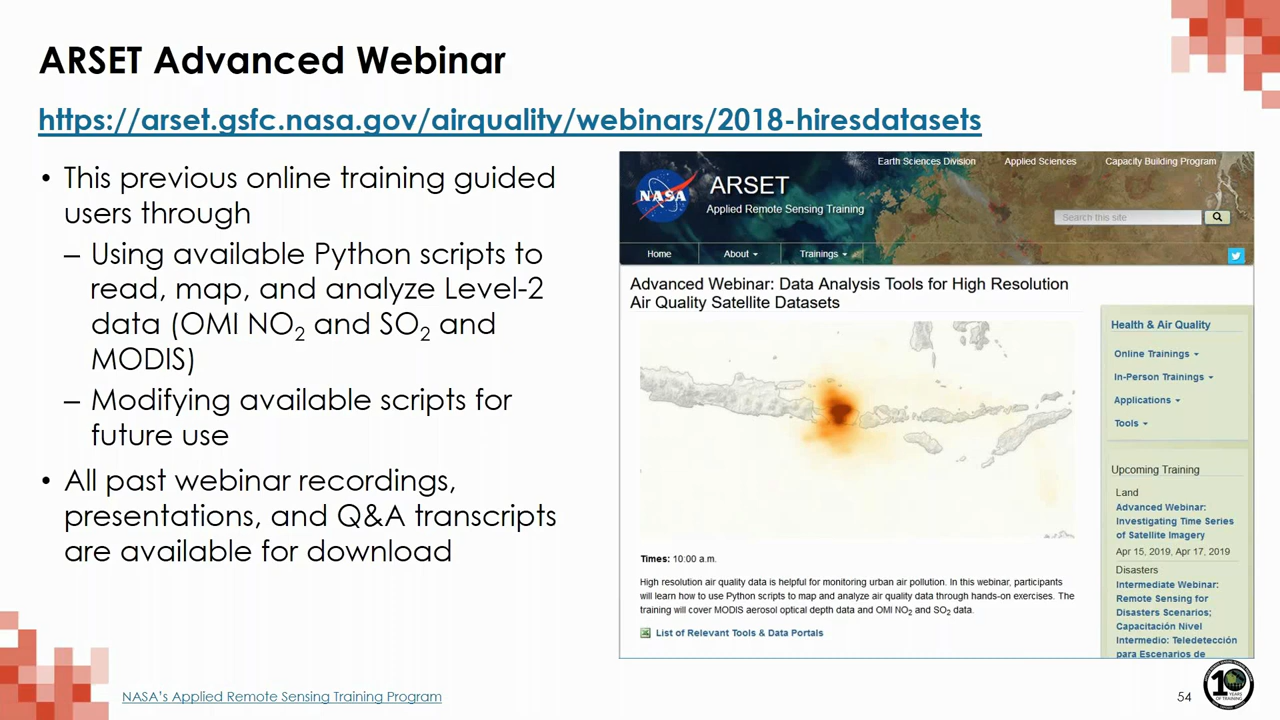 ARSET Advanced Webinar
https://arset.gsfc.nasa.gov/airquality/webinars/2018-hiresdatasets
• This previous online training guided
users through
– Using available Python scripts to
read, map, and analyze Level-2
data (OMI NO2 and SO2 and
MODIS)
– Modifying available scripts for
future use
• All past webinar recordings,
presentations, and Q&A transcripts
are available for download
Earth Sciences Division Applied Sciences Capacity Building Program
NASA
ARSET
Applied Remote Sensing Training
Search this site
Home About Trainings
Advanced Webinar: Data Analysis Tools for High Resolution
Air Quality Satellite Datasets
Times: 10:00 a.m.
High resolution air quality data is helpful for monitoring urban air pollution. In this webinar, participants
will learn how to use Python scripts to map and analyze air quality data through hands-on exercises. The
training will cover MODIS aerosol optical depth data and OMI NO2 and SO2 data.
List of Relevant Tools & Data Portals
Health & Air Quality
Online Trainings
In-Person Trainings
Applications
Tools
Upcoming Training
Land
Advanced Webinar:
Investigating Time Series
of Satellite Imagery
Apr 15, 2019, Apr 17, 2019
Disasters
Intermediate Webinar:
Remote Sensing for
Disasters Scenarios;
Capacitación Nivel
Intermedio: Teledetección
para Escenarios de
NASA's Applied Remote Sensing Training Program
54
10
YEARS
OF TRAINING